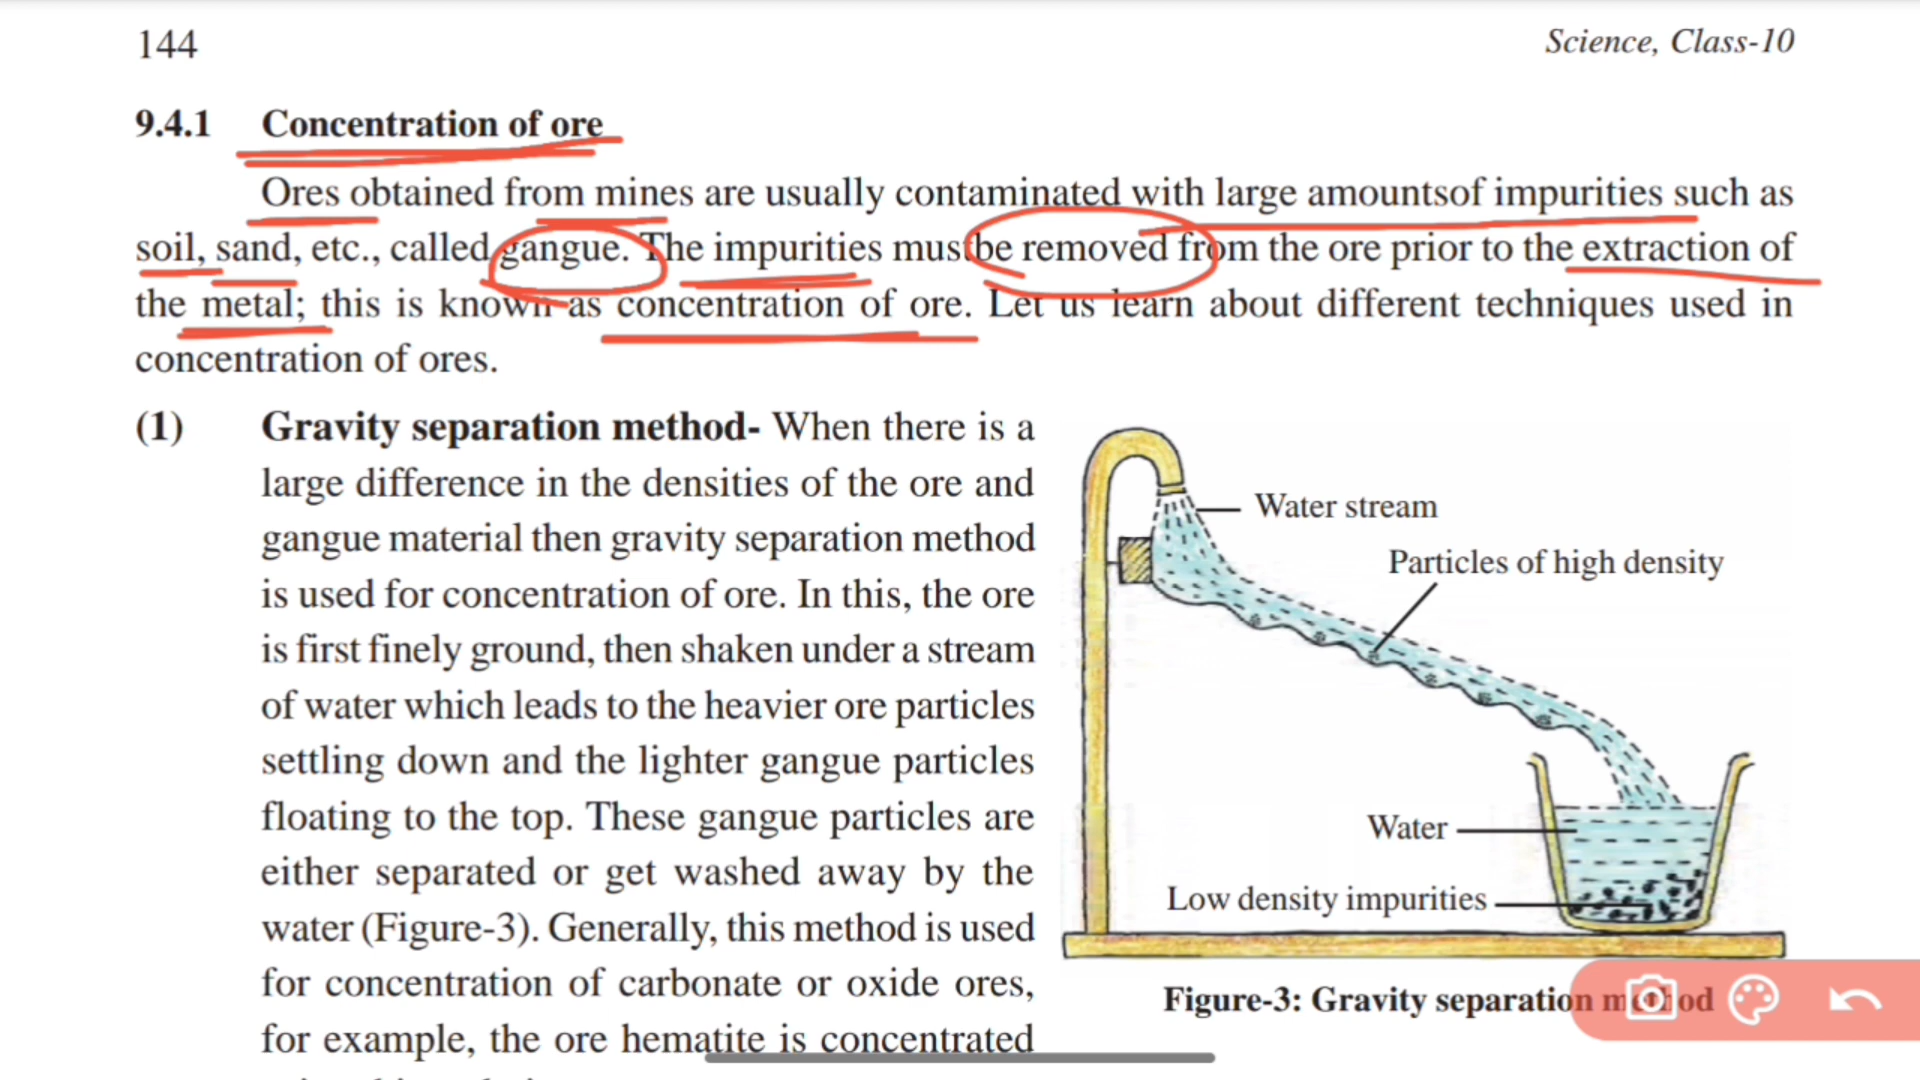 144
Science, Class-10
9.4.1 Concentration of ore
Ores obtained from mines are usually contaminated with large amountsof impurities such as
soil, sand, etc., called gangue. The impurities must be removed from the ore prior to the extraction of
the metal; this is known as concentration of ore. Let us learn about different techniques used in
concentration of ores.
(1) Gravity separation method- When there is a
large difference in the densities of the ore and
gangue material then gravity separation method
is used for concentration of ore. In this, the ore
is first finely ground, then shaken under a stream
of water which leads to the heavier ore particles
settling down and the lighter gangue particles
floating to the top. These gangue particles are
either separated or get washed away by the
water (Figure-3). Generally, this method is used
for concentration of carbonate or oxide ores,
for example, the ore hematite is concentrated
Water stream
Particles of high density
Water
Low density impurities
Figure-3: Gravity separation method